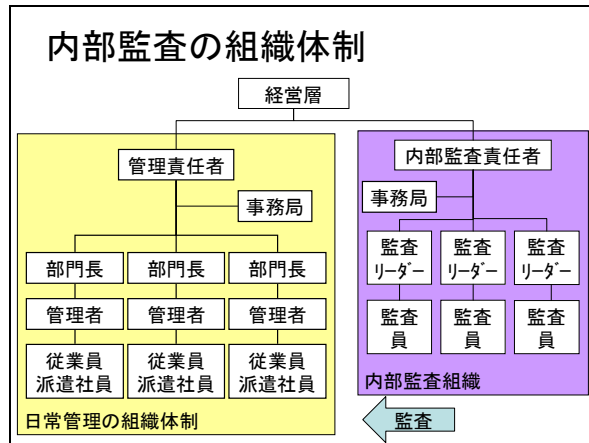 内部監査の組織体制
経営層
管理責任者
内部監査責任者
事務局
事務局
部門長
部門長
部門長
監査
ﾘｰﾀﾞｰ
監査
ﾘｰﾀﾞｰ
監査
ﾘｰﾀﾞｰ
管理者
管理者
管理者
監査
員
監査
員
監査
員
従業員
派遣社員
従業員
派遣社員
従業員
派遣社員
内部監査組織
日常管理の組織体制
監査